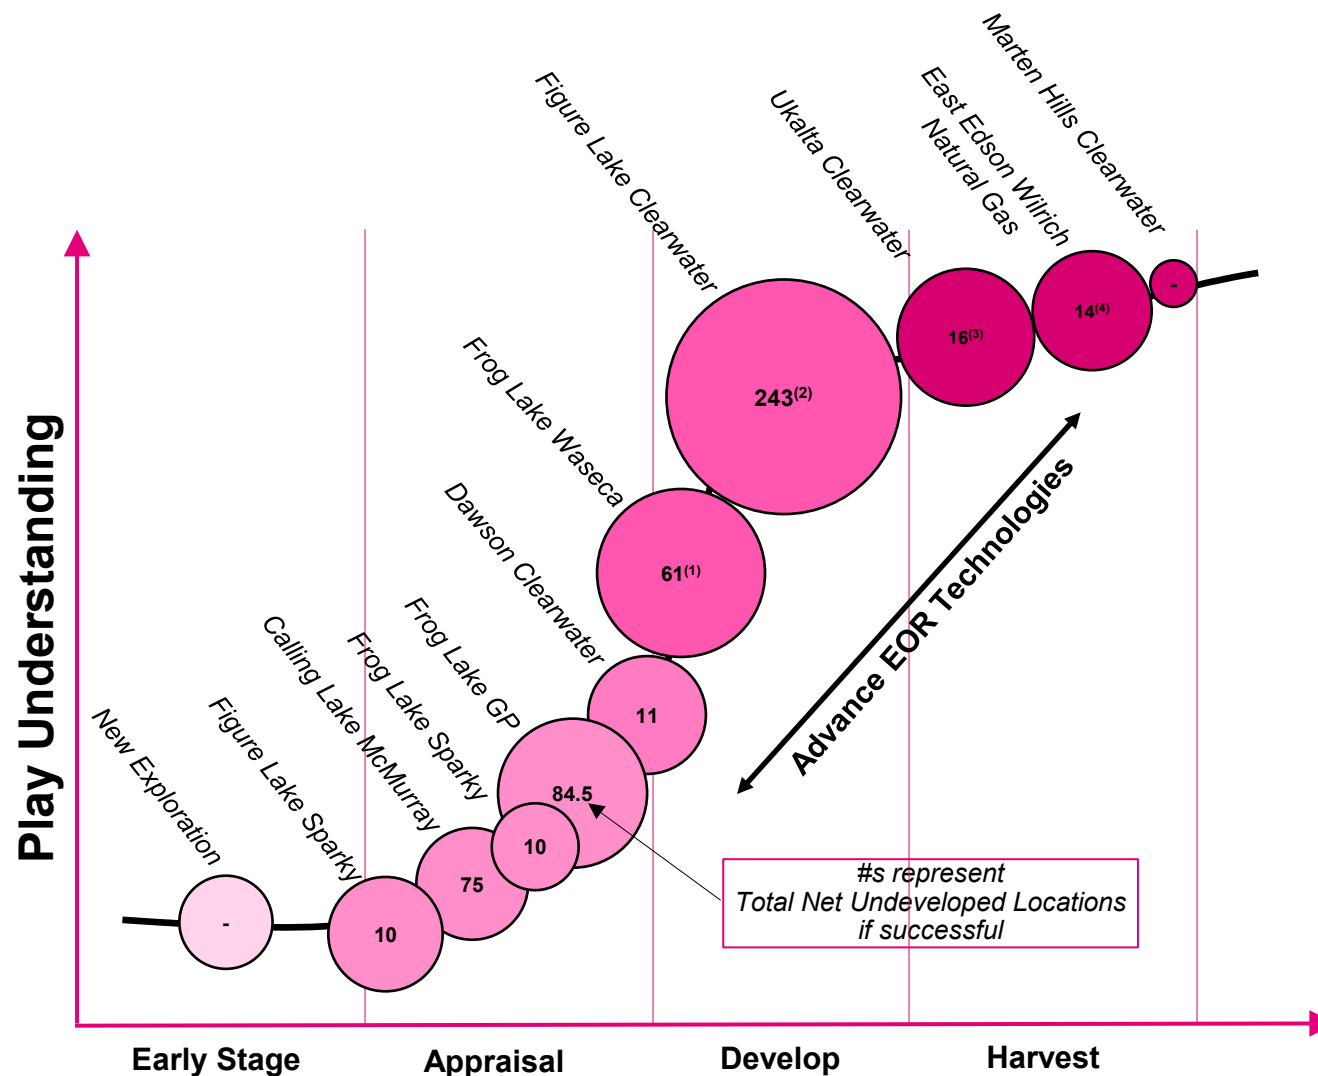 Play Understanding
New Exploration
Figure Lake Sparky
Calling Lake McMurray
Frog Lake Sparky
Frog Lake GP
Dawson Clearwater
Frog Lake Waseca
Figure Lake Clearwater
Ukalta Clearwater
East Edson Wilrich
Natural Gas
Marten Hills Clearwater
-
10
75
10
84.5
11
61(1)
243(2)
16(3)
14(4)
-
Advance EOR Technologies
#s represent
Total Net Undeveloped Locations
if successful
Early Stage
Appraisal
Develop
Harvest